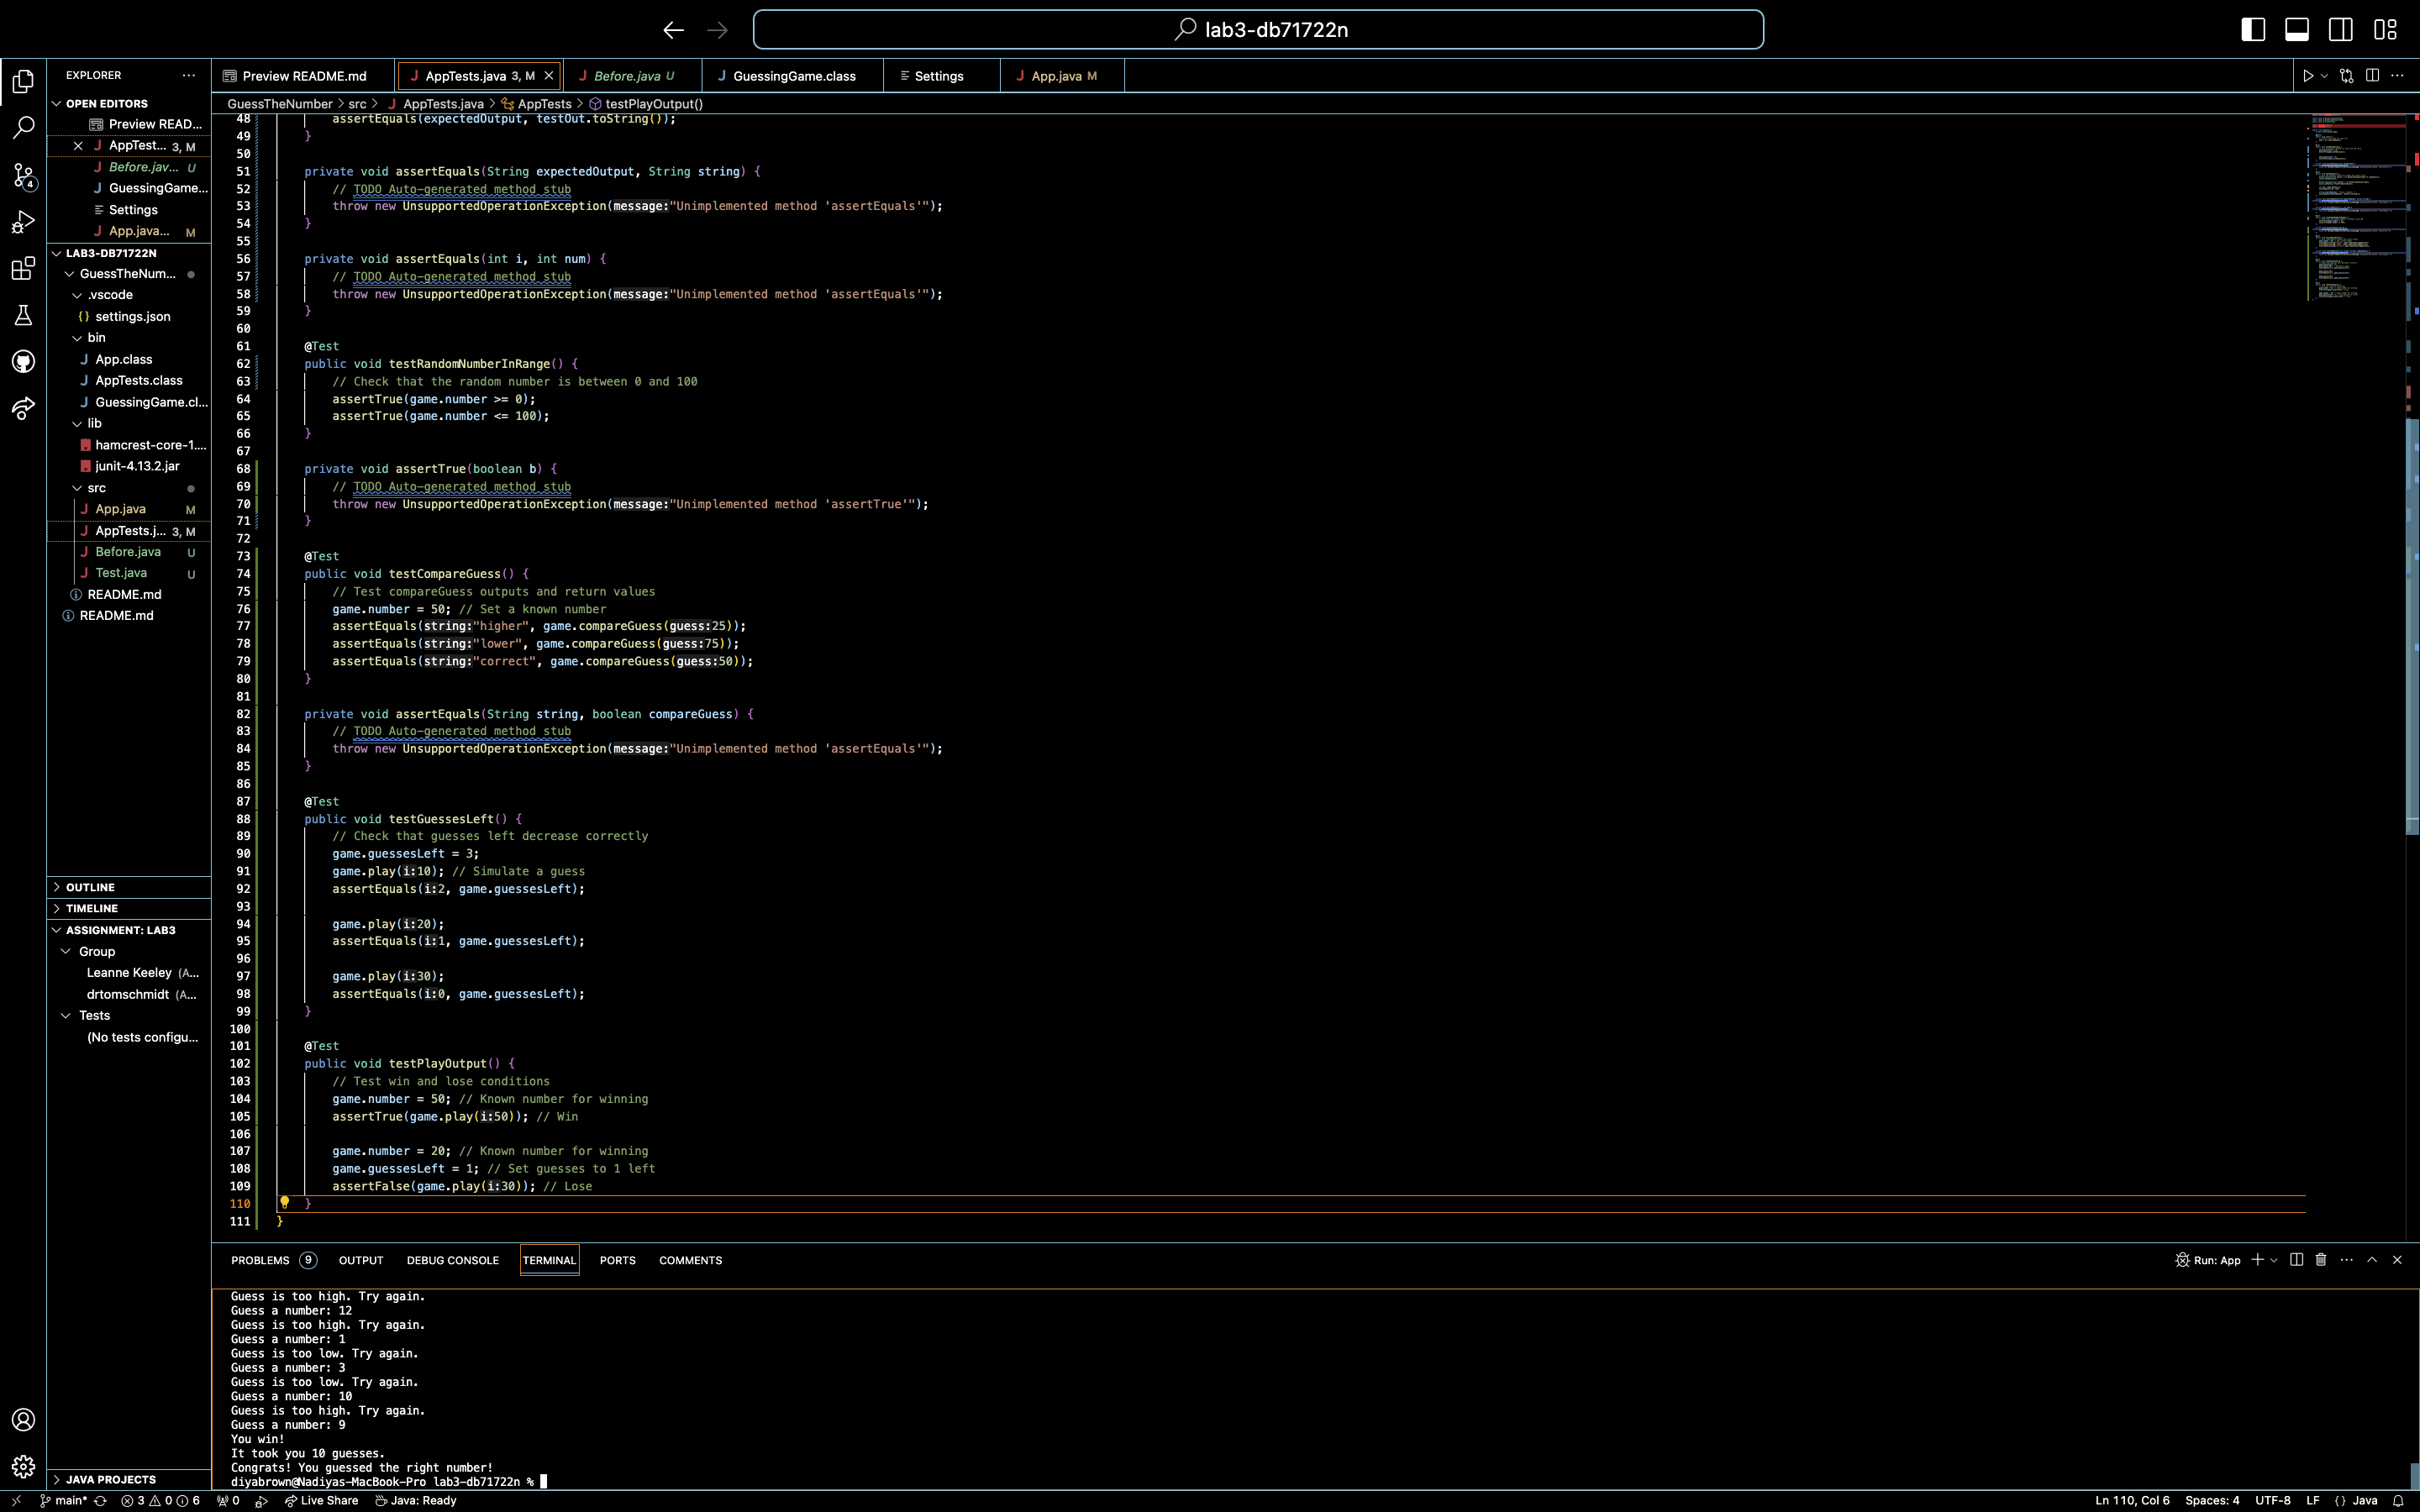 lab3-db71722n
EXPLORER
OPEN EDITORS
Preview READ...
AppTest... 3, M
Before.jav... U
GuessingGame...
Settings
App.java... M
LAB3-DB71722N
GuessTheNum...
.vscode
{} settings.json
bin
App.class
AppTests.class
GuessingGame.cl...
lib
hamcrest-core-1....
junit-4.13.2.jar
src
App.java M
AppTests.j... 3, M
Before.java U
Test.java U
README.md
README.md
OUTLINE
TIMELINE
ASSIGNMENT: LAB3
Group
Leanne Keeley (A...
drtomschmidt (A...
Tests
(No tests configu...
JAVA PROJECTS
4
Preview README.md
AppTests.java 3, M
Before.java U
GuessingGame.class
Settings
App.java M
GuessTheNumber > src > AppTests.java > AppTests > testPlayOutput()
48 assertEquals(expectedOutput, testOut.toString());
49 }
50
51 private void assertEquals(String expectedOutput, String string) {
52 // TODO Auto-generated method stub
53 throw new UnsupportedOperationException(message:"Unimplemented method 'assertEquals'");
54 }
55
56 private void assertEquals(int i, int num) {
57 // TODO Auto-generated method stub
58 throw new UnsupportedOperationException(message:"Unimplemented method 'assertEquals'");
59 }
60
61 @Test
62 public void testRandomNumberInRange() {
63 // Check that the random number is between 0 and 100
64 assertTrue(game.number >= 0);
65 assertTrue(game.number <= 100);
66 }
67
68 private void assertTrue(boolean b) {
69 // TODO Auto-generated method stub
70 throw new UnsupportedOperationException(message:"Unimplemented method 'assertTrue'");
71 }
72
73 @Test
74 public void testCompareGuess() {
75 // Test compareGuess outputs and return values
76 game.number = 50; // Set a known number
77 assertEquals(string:"higher", game.compareGuess(guess:25));
78 assertEquals(string:"lower", game.compareGuess(guess:75));
79 assertEquals(string:"correct", game.compareGuess(guess:50));
80 }
81
82 private void assertEquals(String string, boolean compareGuess) {
83 // TODO Auto-generated method stub
84 throw new UnsupportedOperationException(message:"Unimplemented method 'assertEquals'");
85 }
86
87 @Test
88 public void testGuessesLeft() {
89 // Check that guesses left decrease correctly
90 game.guessesLeft = 3;
91 game.play(i:10); // Simulate a guess
92 assertEquals(i:2, game.guessesLeft);
93
94 game.play(i:20);
95 assertEquals(i:1, game.guessesLeft);
96
97 game.play(i:30);
98 assertEquals(i:0, game.guessesLeft);
99 }
100
101 @Test
102 public void testPlayOutput() {
103 // Test win and lose conditions
104 game.number = 50; // Known number for winning
105 assertTrue(game.play(i:50)); // Win
106
107 game.number = 20; // Known number for winning
108 game.guessesLeft = 1; // Set guesses to 1 left
109 assertFalse(game.play(i:30)); // Lose
110 }
111 }
PROBLEMS 9 OUTPUT DEBUG CONSOLE TERMINAL PORTS COMMENTS
Run: App
Guess is too high. Try again.
Guess a number: 12
Guess is too high. Try again.
Guess a number: 1
Guess is too low. Try again.
Guess a number: 3
Guess is too low. Try again.
Guess a number: 10
Guess is too high. Try again.
Guess a number: 9
You win!
It took you 10 guesses.
Congrats! You guessed the right number!
diyabrown@Nadiyas-MacBook-Pro lab3-db71722n %
main* 3 0 6 0 Live Share Java: Ready
Ln 110, Col 6 Spaces: 4 UTF-8 LF {} Java